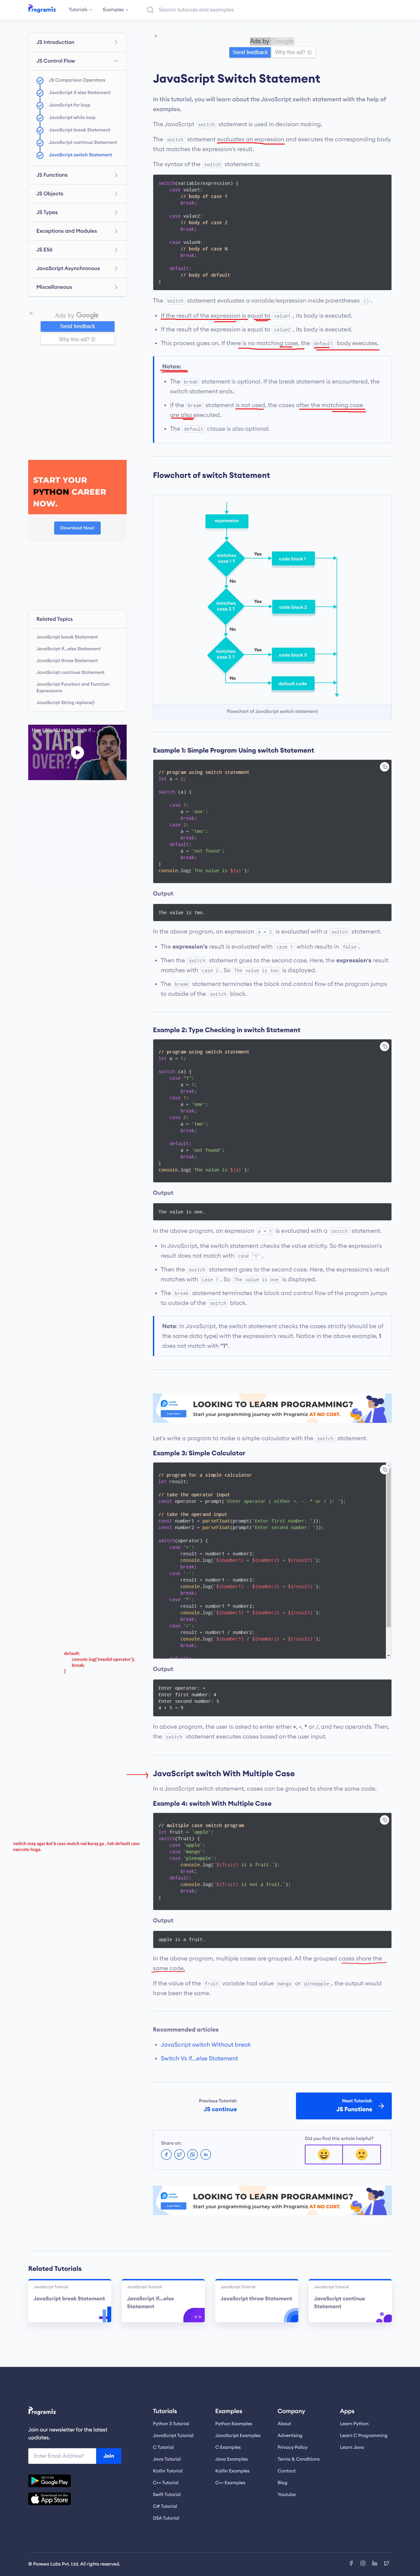 Programiz
Tutorials
Examples
Search tutorials and examples
JS Introduction
JS Control Flow
JS Comparison Operators
JavaScript if else Statement
JavaScript for loop
JavaScript while loop
JavaScript break Statement
JavaScript continue Statement
JavaScript switch Statement
JS Functions
JS Objects
JS Types
Exceptions and Modules
JS ES6
JavaScript Asynchronous
Miscellaneous
Ads by Google
Send feedback
Why this ad?
START YOUR
PYTHON CAREER
NOW.
Download Now!
Related Topics
JavaScript break Statement
JavaScript if...else Statement
JavaScript throw Statement
JavaScript continue Statement
JavaScript Function and Function
Expressions
JavaScript String replace()
How I Would Learn to Code If ...
START
OVER?
Ads by Google
Send feedback
Why this ad?
JavaScript Switch Statement
In this tutorial, you will learn about the JavaScript switch statement with the help of
examples.
The JavaScript switch statement is used in decision making.
The switch statement evaluates an expression and executes the corresponding body
that matches the expression's result.
The syntax of the switch statement is:
switch(variable/expression) {
case value1:
// body of case 1
break;
case value2:
// body of case 2
break;
case valueN:
// body of case N
break;
default:
// body of default
}
The switch statement evaluates a variable/expression inside parentheses () .
If the result of the expression is equal to value1 , its body is executed.
If the result of the expression is equal to value2 , its body is executed.
This process goes on. If there is no matching case, the default body executes.
Notes:
The break statement is optional. If the break statement is encountered, the
switch statement ends.
If the break statement is not used, the cases after the matching case
are also executed.
The default clause is also optional.
Flowchart of switch Statement
expression
matches
case 1 ?
Yes
code block 1
No
matches
case 2 ?
Yes
code block 2
No
matches
case 3 ?
Yes
code block 3
No
default code
Flowchart of JavaScript switch statement
Example 1: Simple Program Using switch Statement
// program using switch statement
let a = 2;
switch (a) {
case 1:
a = 'one';
break;
case 2:
a = 'two';
break;
default:
a = 'not found';
break;
}
console.log(`The value is ${a}`);
Output
The value is two.
In the above program, an expression a = 2 is evaluated with a switch statement.
The expression's result is evaluated with case 1 which results in false .
Then the switch statement goes to the second case. Here, the expression's result
matches with case 2 . So The value is two is displayed.
The break statement terminates the block and control flow of the program jumps
to outside of the switch block.
Example 2: Type Checking in switch Statement
// program using switch statement
let a = 1;
switch (a) {
case "1":
a = 1;
break;
case 1:
a = 'one';
break;
case 2:
a = 'two';
break;
default:
a = 'not found';
break;
}
console.log(`The value is ${a}`);
Output
The value is one.
In the above program, an expression a = 1 is evaluated with a switch statement.
In JavaScript, the switch statement checks the value strictly. So the expression's
result does not match with case "1" .
Then the switch statement goes to the second case. Here, the expressions's result
matches with case 1 . So The value is one is displayed.
The break statement terminates the block and control flow of the program jumps
to outside of the switch block.
Note: In JavaScript, the switch statement checks the cases strictly (should be of
the same data type) with the expression's result. Notice in the above example, 1
does not match with "1".
LOOKING TO LEARN PROGRAMMING?
Start your programming journey with Programiz AT NO COST.
Let's write a program to make a simple calculator with the switch statement.
Example 3: Simple Calculator
// program for a simple calculator
let result;
// take the operator input
const operator = prompt('Enter operator ( either +, -, * or / ): ');
// take the operand input
const number1 = parseFloat(prompt('Enter first number: '));
const number2 = parseFloat(prompt('Enter second number: '));
switch(operator) {
case '+':
result = number1 + number2;
console.log(`${number1} + ${number2} = ${result}`);
break;
case '-':
result = number1 - number2;
console.log(`${number1} - ${number2} = ${result}`);
break;
case '*':
result = number1 * number2;
console.log(`${number1} * ${number2} = ${result}`);
break;
case '/':
result = number1 / number2;
console.log(`${number1} / ${number2} = ${result}`);
break;
default:
console.log('Invalid operator');
break;
}
Output
Enter operator: +
Enter first number: 4
Enter second number: 5
4 + 5 = 9
In above program, the user is asked to enter either +, -, * or /, and two operands. Then,
the switch statement executes cases based on the user input.
JavaScript switch With Multiple Case
In a JavaScript switch statement, cases can be grouped to share the same code.
Example 4: switch With Multiple Case
// multiple case switch program
let fruit = 'apple';
switch(fruit) {
case 'apple':
case 'mango':
case 'pineapple':
console.log(`${fruit} is a fruit.`);
break;
default:
console.log(`${fruit} is not a fruit.`);
break;
}
switch may agar koi b case match nai karay ga , toh default case
execute hoga.
Output
apple is a fruit.
In the above program, multiple cases are grouped. All the grouped cases share the
same code.
If the value of the fruit variable had value mango or pineapple , the output would
have been the same.
Recommended articles
JavaScript switch Without break
Switch Vs if...else Statement
Previous Tutorial:
JS continue
Next Tutorial:
JS Functions
Share on:
Did you find this article helpful?
LOOKING TO LEARN PROGRAMMING?
Start your programming journey with Programiz AT NO COST.
Related Tutorials
JavaScript Tutorial
JavaScript break Statement
JavaScript Tutorial
JavaScript if...else
Statement
JavaScript Tutorial
JavaScript throw Statement
JavaScript Tutorial
JavaScript continue
Statement
Programiz
Join our newsletter for the latest
updates.
Enter Email Address*
Join
GET IT ON
Google Play
Download on the
App Store
Tutorials
Python 3 Tutorial
JavaScript Tutorial
C Tutorial
Java Tutorial
Kotlin Tutorial
C++ Tutorial
Swift Tutorial
C# Tutorial
DSA Tutorial
Examples
Python Examples
JavaScript Examples
C Examples
Java Examples
Kotlin Examples
C++ Examples
Company
About
Advertising
Privacy Policy
Terms & Conditions
Contact
Blog
Youtube
Apps
Learn Python
Learn C Programming
Learn Java
© Parewa Labs Pvt. Ltd. All rights reserved.